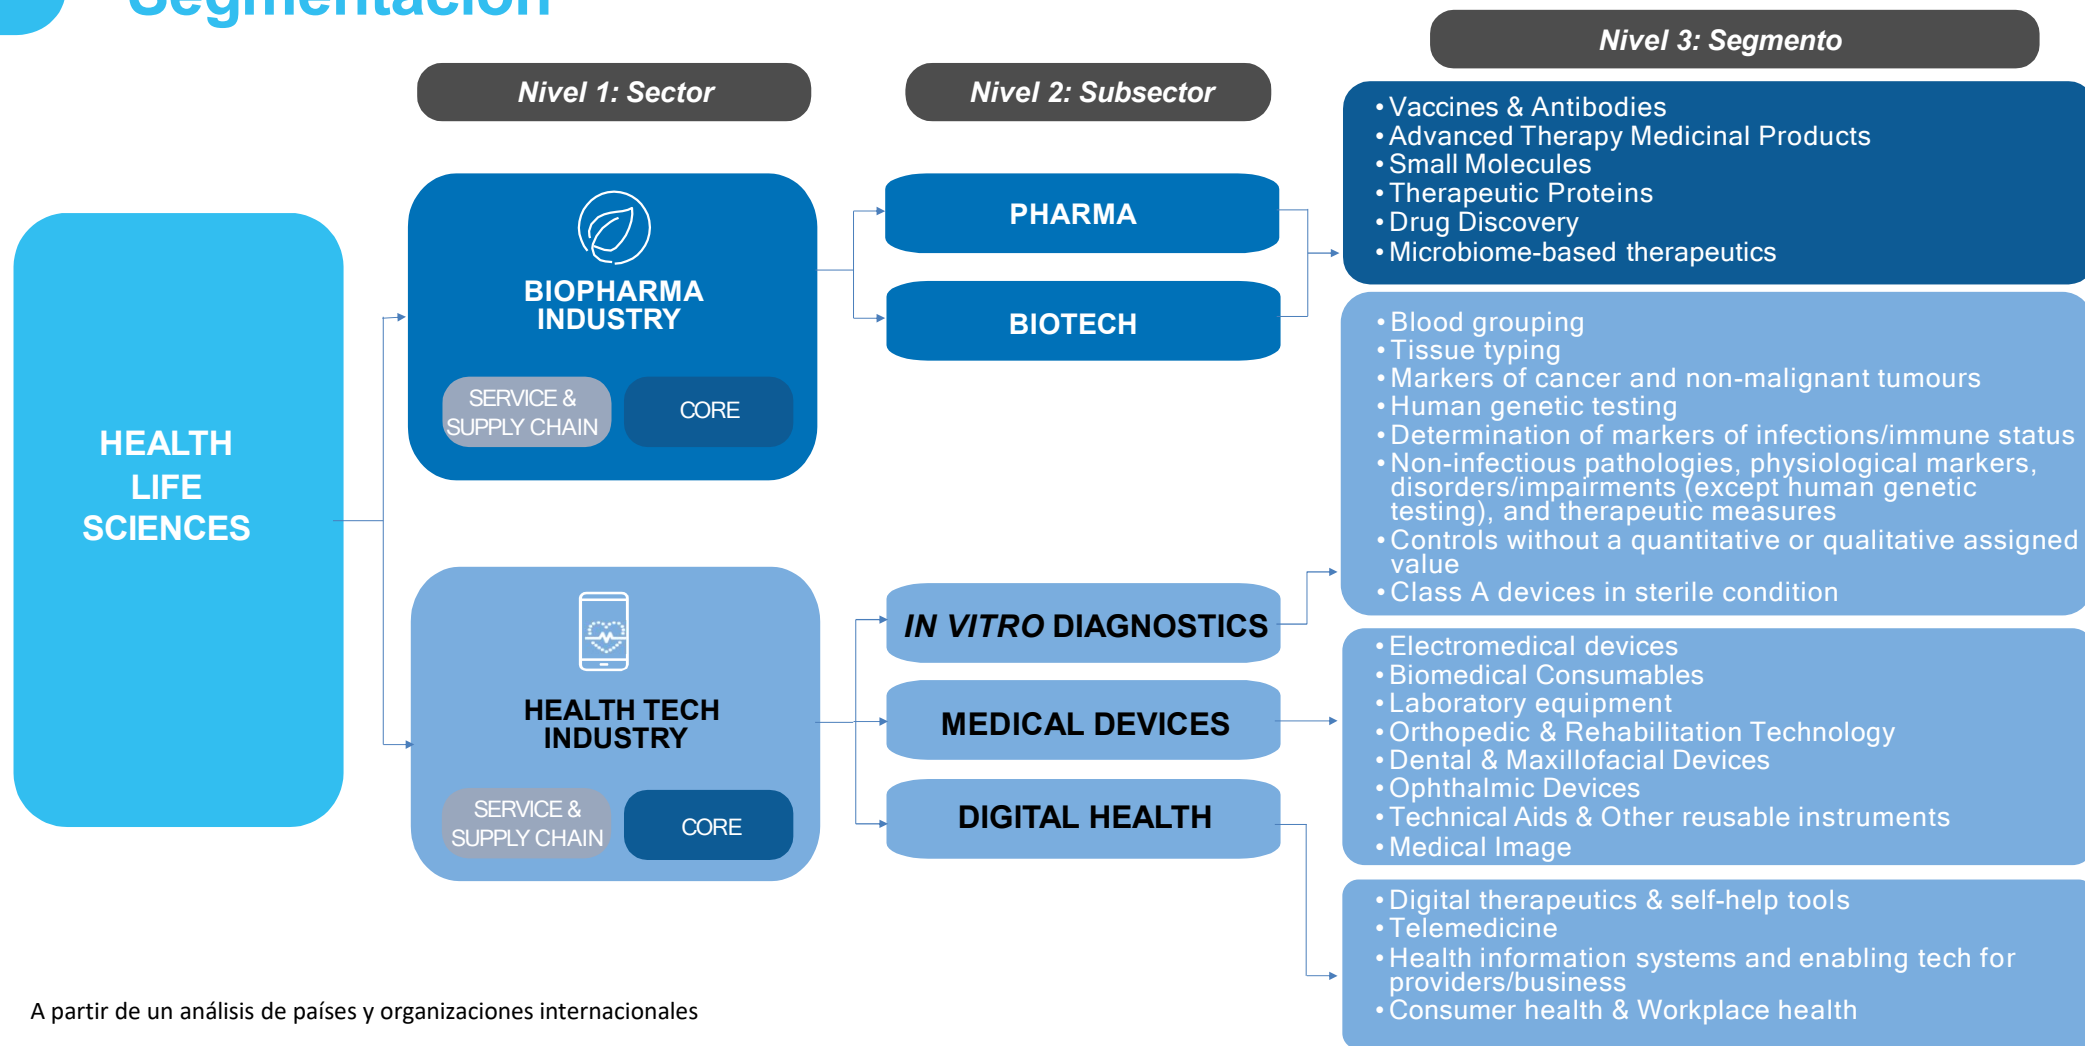 Segmentación
Nivel 1: Sector
Nivel 2: Subsector
Nivel 3: Segmento
HEALTH
LIFE
SCIENCES
BIOPHARMA
INDUSTRY
SERVICE &
SUPPLY CHAIN
CORE
PHARMA
BIOTECH
• Vaccines & Antibodies
• Advanced Therapy Medicinal Products
• Small Molecules
• Therapeutic Proteins
• Drug Discovery
• Microbiome-based therapeutics
HEALTH TECH
INDUSTRY
SERVICE &
SUPPLY CHAIN
CORE
IN VITRO DIAGNOSTICS
MEDICAL DEVICES
DIGITAL HEALTH
• Blood grouping
• Tissue typing
• Markers of cancer and non-malignant tumours
• Human genetic testing
• Determination of markers of infections/immune status
• Non-infectious pathologies, physiological markers,
disorders/impairments (except human genetic
testing), and therapeutic measures
• Controls without a quantitative or qualitative assigned
value
• Class A devices in sterile condition
• Electromedical devices
• Biomedical Consumables
• Laboratory equipment
• Orthopedic & Rehabilitation Technology
• Dental & Maxillofacial Devices
• Ophthalmic Devices
• Technical Aids & Other reusable instruments
• Medical Image
• Digital therapeutics & self-help tools
• Telemedicine
• Health information systems and enabling tech for
providers/business
• Consumer health & Workplace health
A partir de un análisis de países y organizaciones internacionales